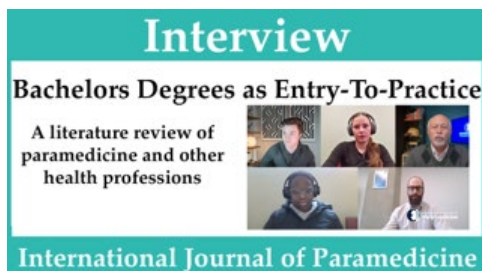 Interview
Bachelors Degrees as Entry-To-Practice
A literature review of
paramedicine and other
health professions
International Journal of Paramedicine